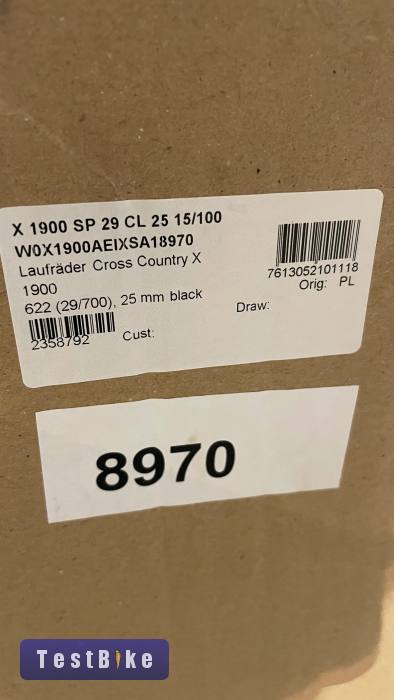 X 1900 SP 29 CL 25 15/100
W0X1900AEIXSA18970
Laufräder Cross Country X
1900
622 (29/700), 25 mm black
2358792
Cust:
Draw:
7613052101118
Orig: PL
8970
TestBike